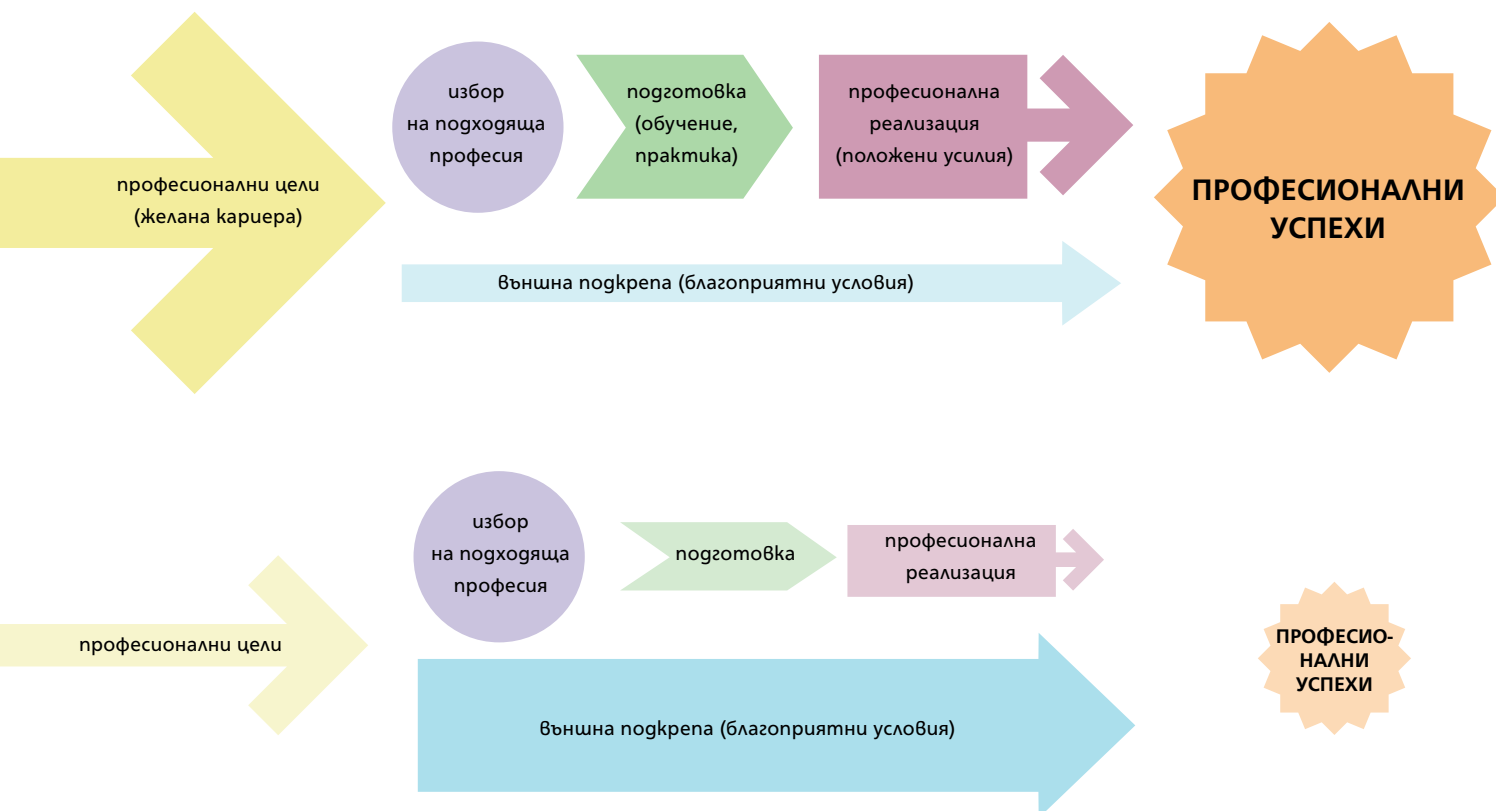 професионални цели
(желана кариера)
избор
на подходяща
професия
подготовка
(обучение,
практика)
професионална
реализация
(положени усилия)
ПРОФЕСИОНАЛНИ
УСПЕХИ
външна подкрепа (благоприятни условия)
професионални цели
избор
на подходяща
професия
подготовка
професионална
реализация
ПРОФЕСИО-
НАЛНИ
УСПЕХИ
външна подкрепа (благоприятни условия)